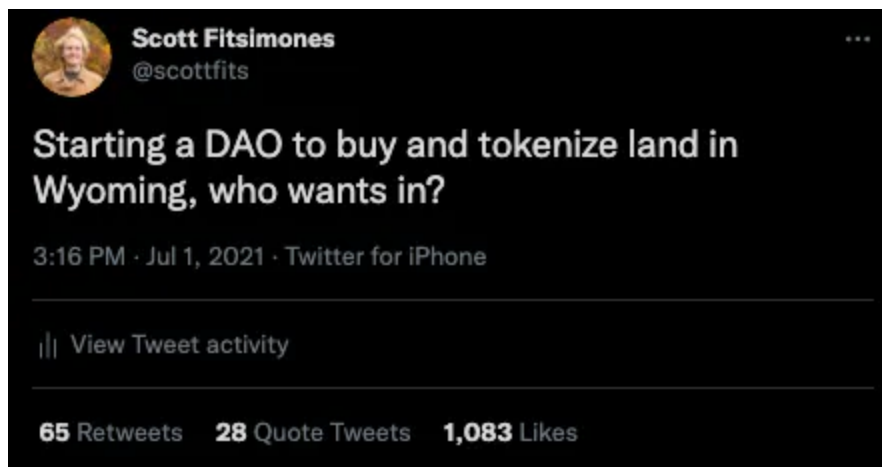 Scott Fitsimones
@scottfits
Starting a DAO to buy and tokenize land in
Wyoming, who wants in?
3:16 PM · Jul 1, 2021 · Twitter for iPhone
View Tweet activity
65 Retweets 28 Quote Tweets 1,083 Likes